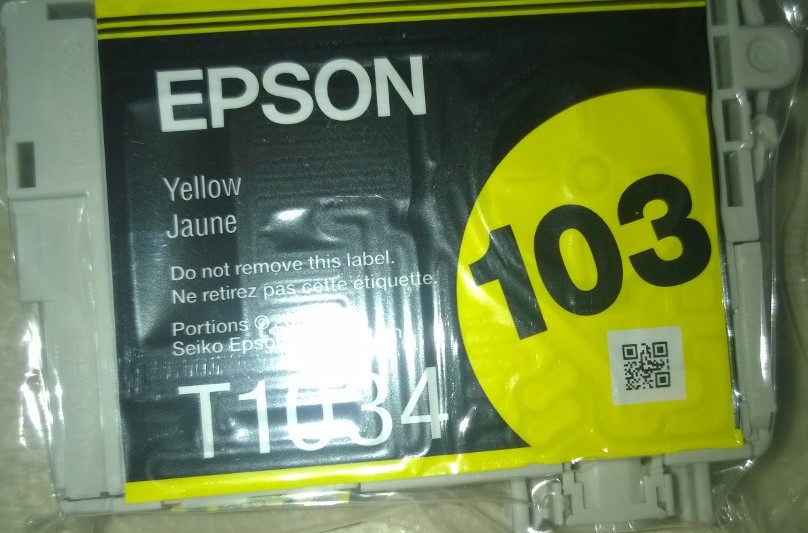 EPSON
Yellow
Jaune
Do not remove this label.
Ne retirez pas cette étiquette.
Portions ℗
Seiko
T1034
103